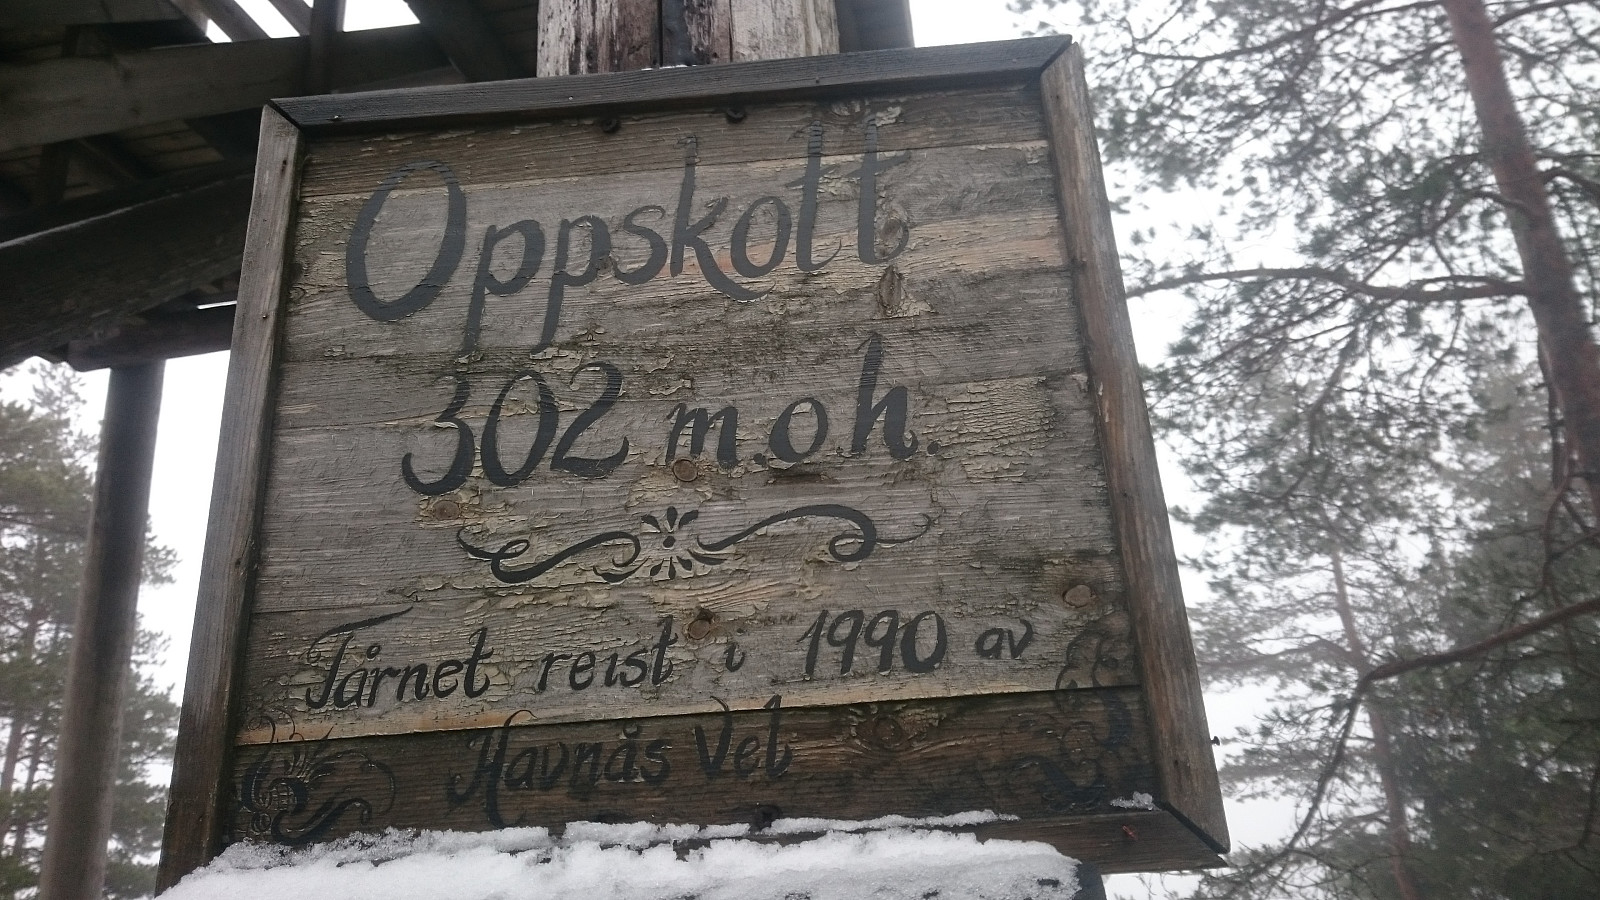 Oppskott
302 m.o.h.
Tårnet reist i 1990 av
Havnås Vel